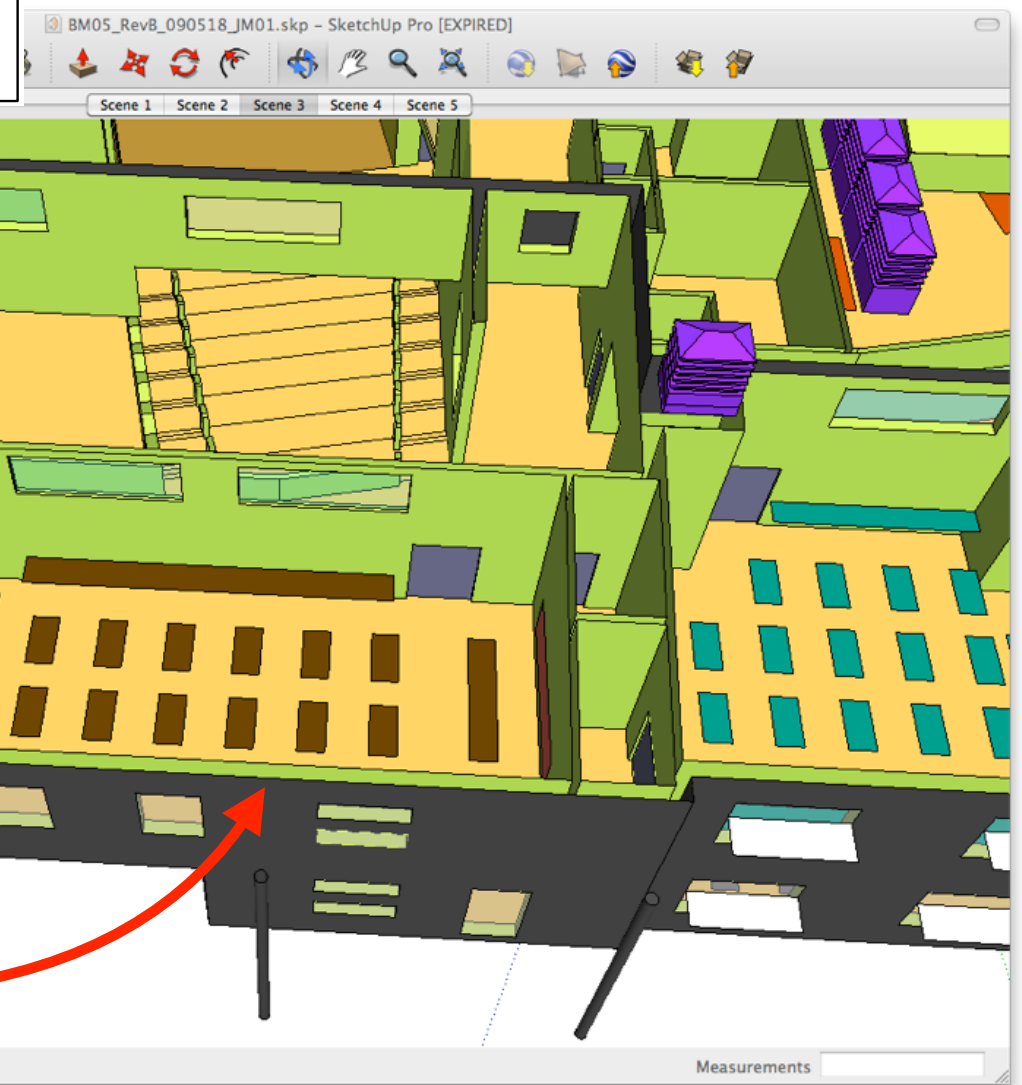 BM05_RevB_090518_JM01.skp – SketchUp Pro [EXPIRED]
Scene 1 Scene 2 Scene 3 Scene 4 Scene 5
Measurements